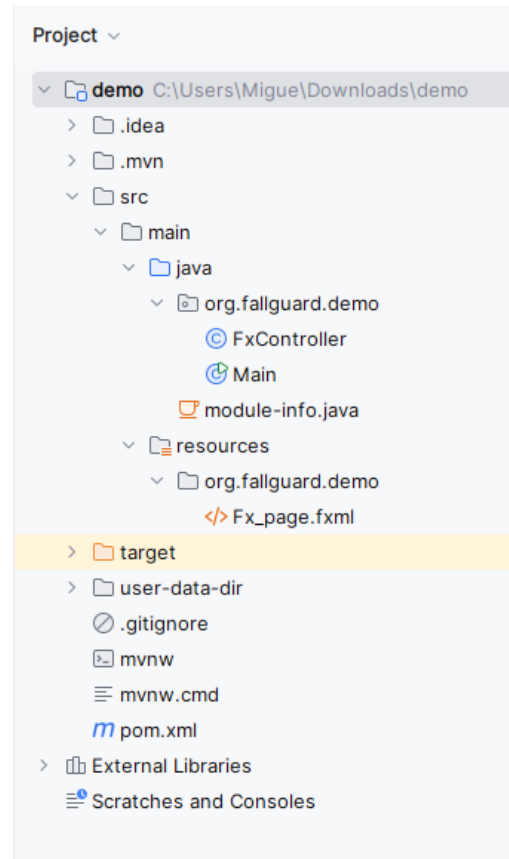 Project
demo C:\Users\Migue\Downloads\demo
.idea
.mvn
src
main
java
org.fallguard.demo
FxController
Main
module-info.java
resources
org.fallguard.demo
Fx_page.fxml
target
user-data-dir
.gitignore
mvnw
mvnw.cmd
pom.xml
External Libraries
Scratches and Consoles